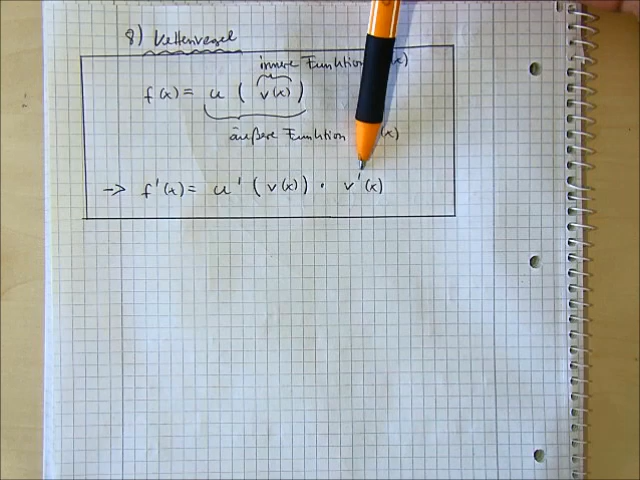 8) Kettenregel
innere Funktion x)
f(x) = u ( v(x) )
äußere Funktion (x)
-> f'(x) = u' ( v(x) ) · v'(x)